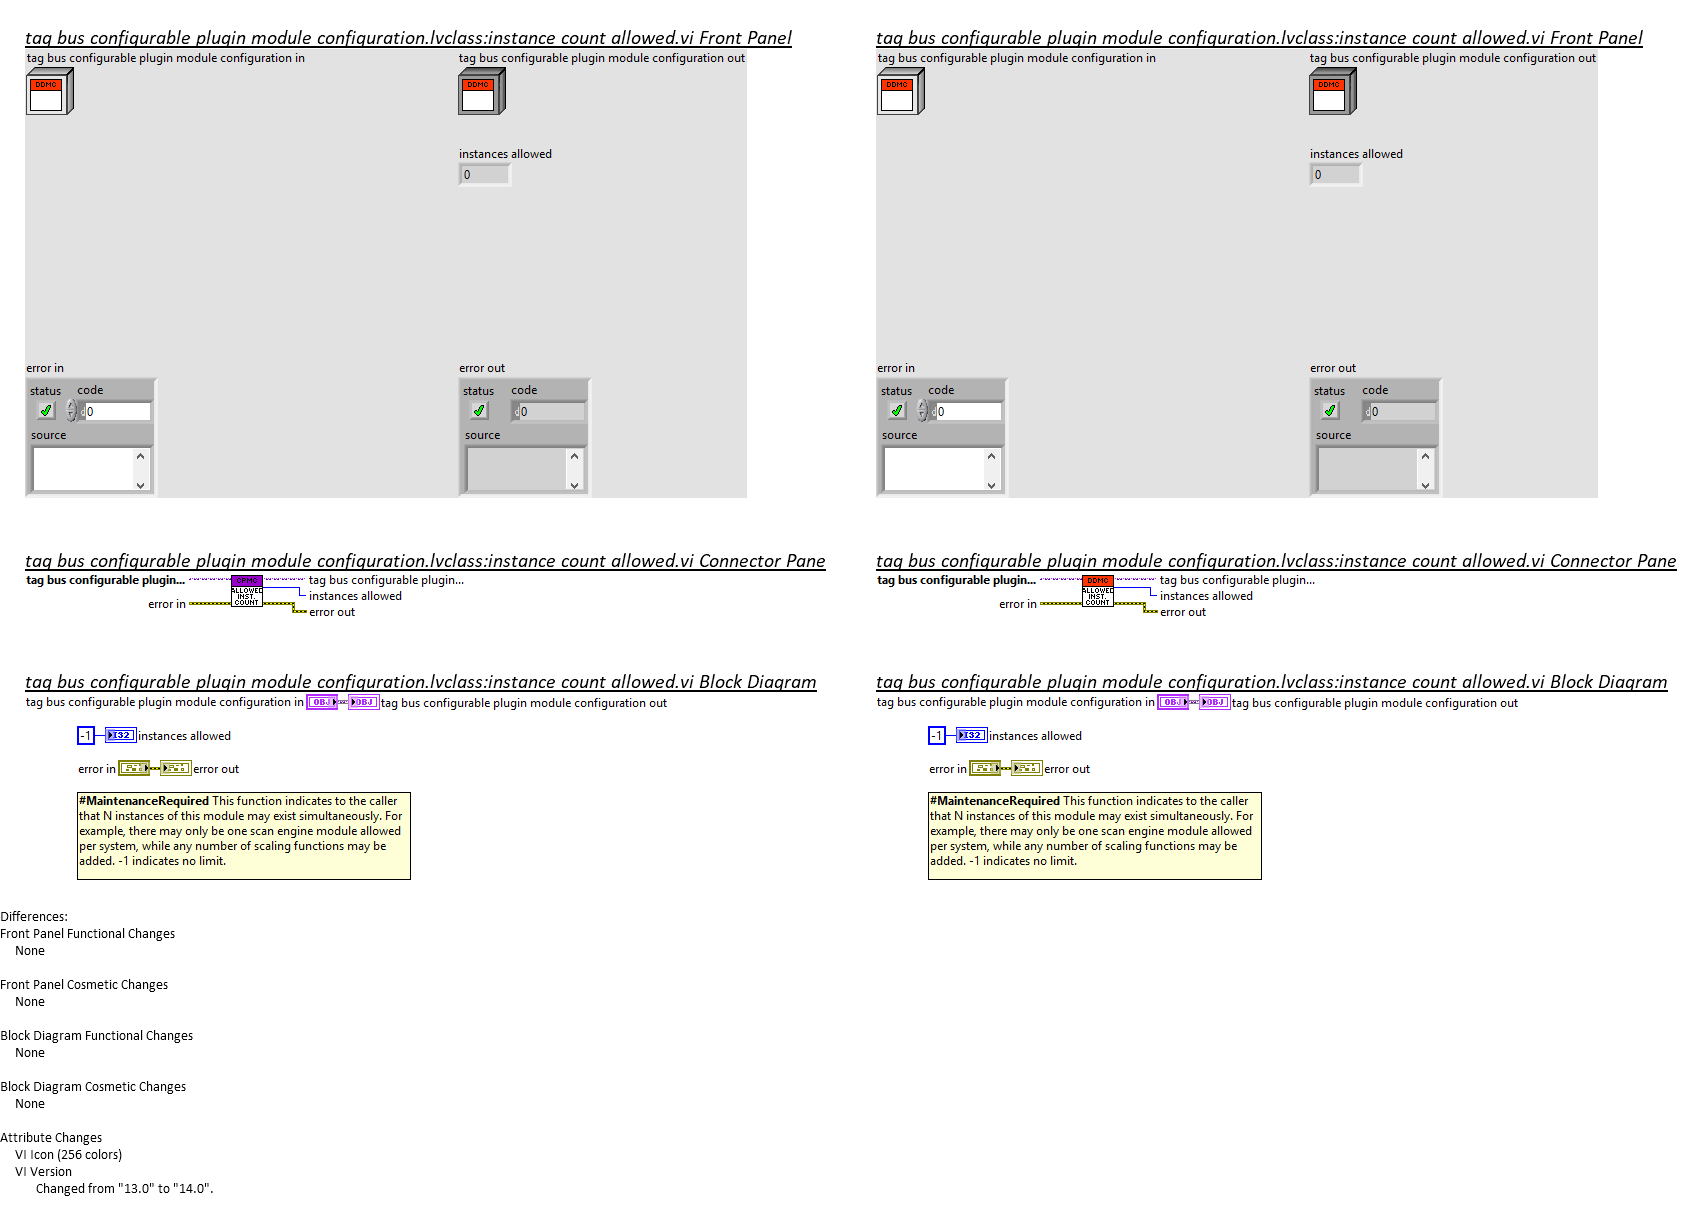 tag bus configurable plugin module configuration.lvclass:instance count allowed.vi Front Panel
tag bus configurable plugin module configuration in
tag bus configurable plugin module configuration out
DDMC
DDMC
instances allowed
0
error in
status
code
d0
source
error out
status
code
d0
source
tag bus configurable plugin module configuration.lvclass:instance count allowed.vi Front Panel
tag bus configurable plugin module configuration in
tag bus configurable plugin module configuration out
DDMC
DDMC
instances allowed
0
error in
status
code
d0
source
error out
status
code
d0
source
tag bus configurable plugin module configuration.lvclass:instance count allowed.vi Connector Pane
tag bus configurable plugin...
CPMC
ALLOWED
INST.
COUNT
tag bus configurable plugin...
instances allowed
error in
error out
tag bus configurable plugin module configuration.lvclass:instance count allowed.vi Connector Pane
tag bus configurable plugin...
DDMC
ALLOWED
INST.
COUNT
tag bus configurable plugin...
instances allowed
error in
error out
tag bus configurable plugin module configuration.lvclass:instance count allowed.vi Block Diagram
tag bus configurable plugin module configuration in OBJ OBJ tag bus configurable plugin module configuration out
-1 I32 instances allowed
error in error out
#MaintenanceRequired This function indicates to the caller
that N instances of this module may exist simultaneously. For
example, there may only be one scan engine module allowed
per system, while any number of scaling functions may be
added. -1 indicates no limit.
tag bus configurable plugin module configuration.lvclass:instance count allowed.vi Block Diagram
tag bus configurable plugin module configuration in OBJ OBJ tag bus configurable plugin module configuration out
-1 I32 instances allowed
error in error out
#MaintenanceRequired This function indicates to the caller
that N instances of this module may exist simultaneously. For
example, there may only be one scan engine module allowed
per system, while any number of scaling functions may be
added. -1 indicates no limit.
Differences:
Front Panel Functional Changes
None
Front Panel Cosmetic Changes
None
Block Diagram Functional Changes
None
Block Diagram Cosmetic Changes
None
Attribute Changes
VI Icon (256 colors)
VI Version
Changed from "13.0" to "14.0".